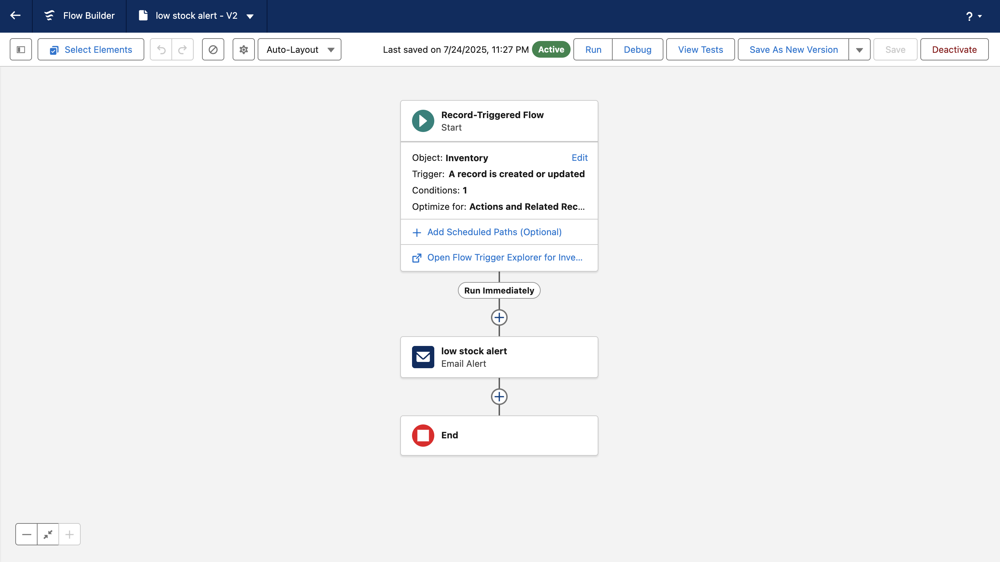 Flow Builder
low stock alert - V2
?
Select Elements
Auto-Layout
Last saved on 7/24/2025, 11:27 PM
Active
Run
Debug
View Tests
Save As New Version
Save
Deactivate
Record-Triggered Flow
Start
Object: Inventory
Edit
Trigger: A record is created or updated
Conditions: 1
Optimize for: Actions and Related Rec...
Add Scheduled Paths (Optional)
Open Flow Trigger Explorer for Inve...
Run Immediately
low stock alert
Email Alert
End